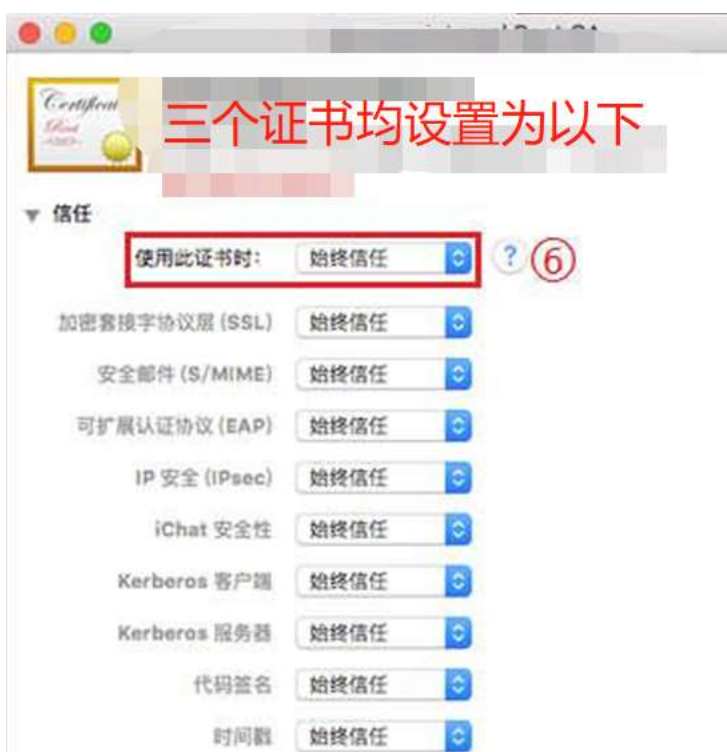 三个证书均设置为以下
▼ 信任
使用此证书时： 始终信任 ? ⑥
加密套接字协议层 (SSL) 始终信任
安全邮件 (S/MIME) 始终信任
可扩展认证协议 (EAP) 始终信任
IP 安全 (IPsec) 始终信任
iChat 安全性 始终信任
Kerberos 客户端 始终信任
Kerberos 服务器 始终信任
代码签名 始终信任
时间戳 始终信任